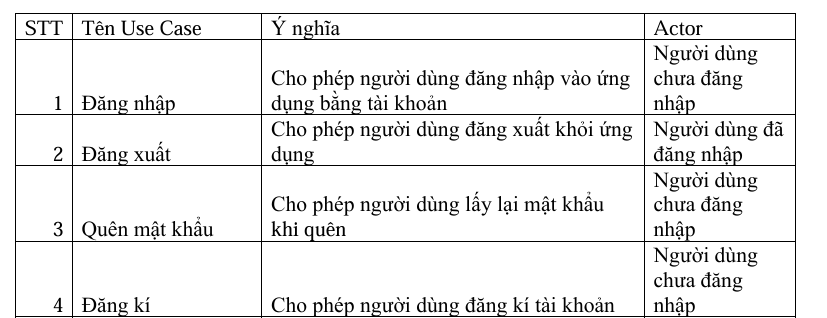 STT Tên Use Case Ý nghĩa Actor
1 Đăng nhập Cho phép người dùng đăng nhập vào ứng
dụng bằng tài khoản Người dùng
chưa đăng
nhập
2 Đăng xuất Cho phép người dùng đăng xuất khỏi ứng
dụng Người dùng đã
đăng nhập
3 Quên mật khẩu Cho phép người dùng lấy lại mật khẩu
khi quên Người dùng
chưa đăng
nhập
4 Đăng kí Cho phép người dùng đăng kí tài khoản Người dùng
chưa đăng
nhập